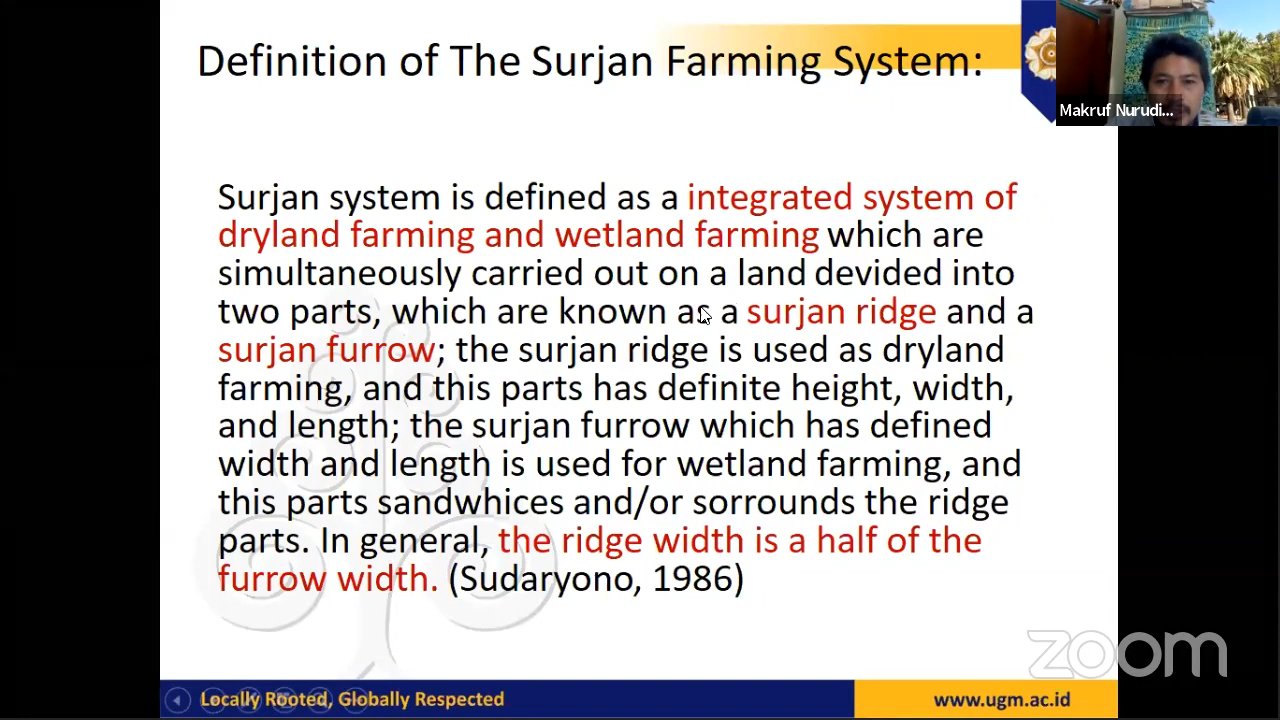 Definition of The Surjan Farming System:
Makruf Nurudi...
Surjan system is defined as a integrated system of
dryland farming and wetland farming which are
simultaneously carried out on a land devided into
two parts, which are known as a surjan ridge and a
surjan furrow; the surjan ridge is used as dryland
farming, and this parts has definite height, width,
and length; the surjan furrow which has defined
width and length is used for wetland farming, and
this parts sandwhices and/or sorrounds the ridge
parts. In general, the ridge width is a half of the
furrow width. (Sudaryono, 1986)
zoom
Locally Rooted, Globally Respected
www.ugm.ac.id